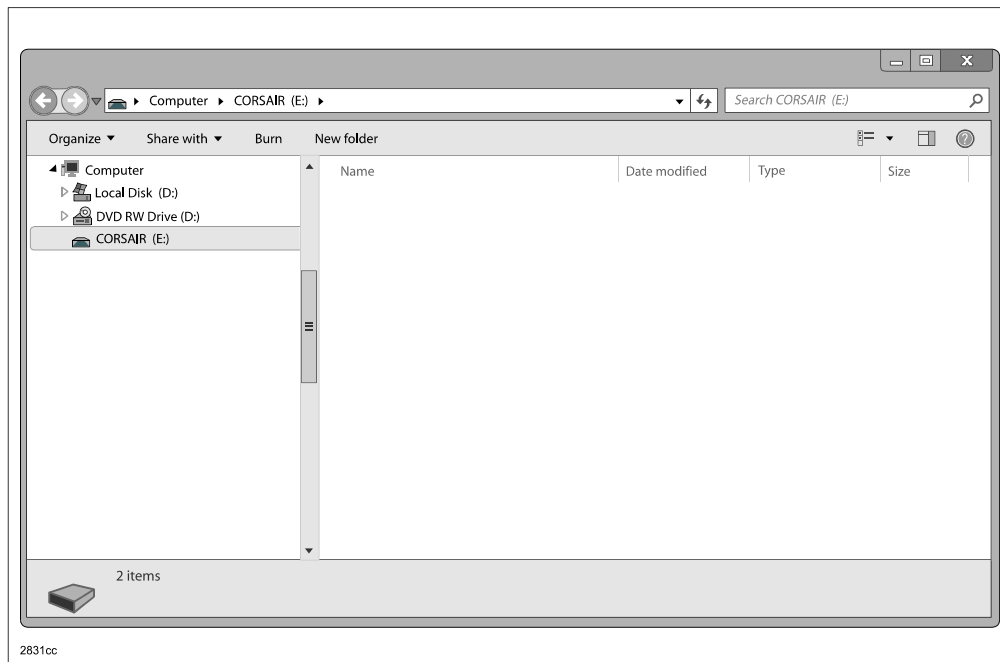 X
Computer CORSAIR (E:)
Search CORSAIR (E:)
Organize Share with Burn New folder
?
Computer
Local Disk (D:)
DVD RW Drive (D:)
CORSAIR (E:)
Name Date modified Type Size
2 items
2831cc